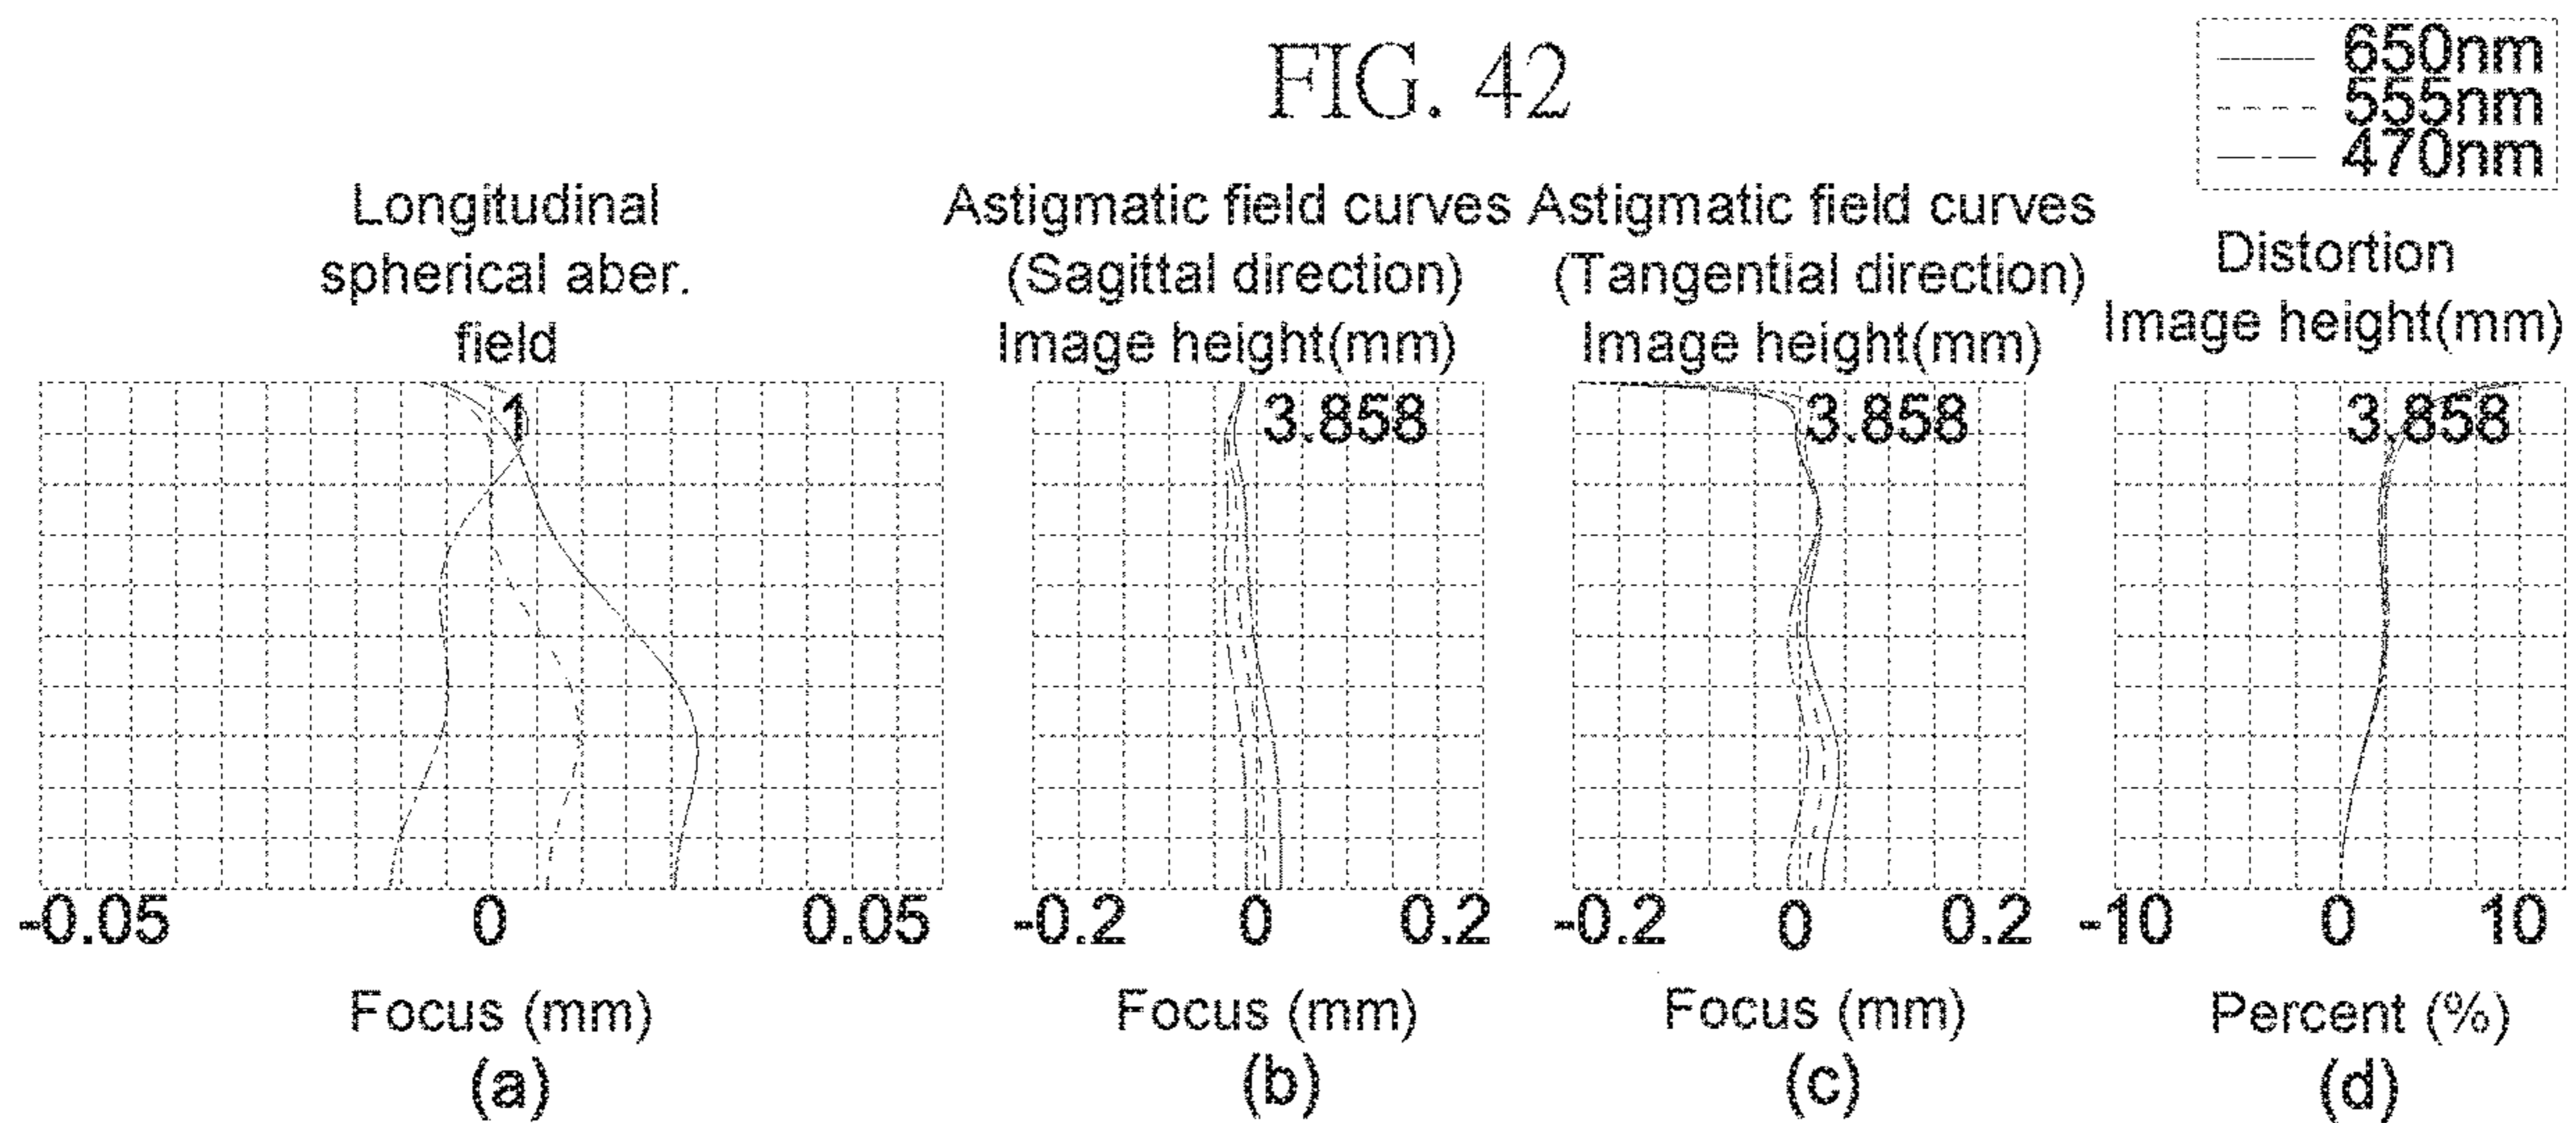 FIG. 42
650nm
555nm
470nm
Longitudinal
spherical aber.
field
1
-0.05 0 0.05
Focus (mm)
(a)
Astigmatic field curves
(Sagittal direction)
Image height(mm)
3.858
-0.2 0 0.2
Focus (mm)
(b)
Astigmatic field curves
(Tangential direction)
Image height(mm)
3.858
-0.2 0 0.2
Focus (mm)
(c)
Distortion
Image height(mm)
3.858
-10 0 10
Percent (%)
(d)